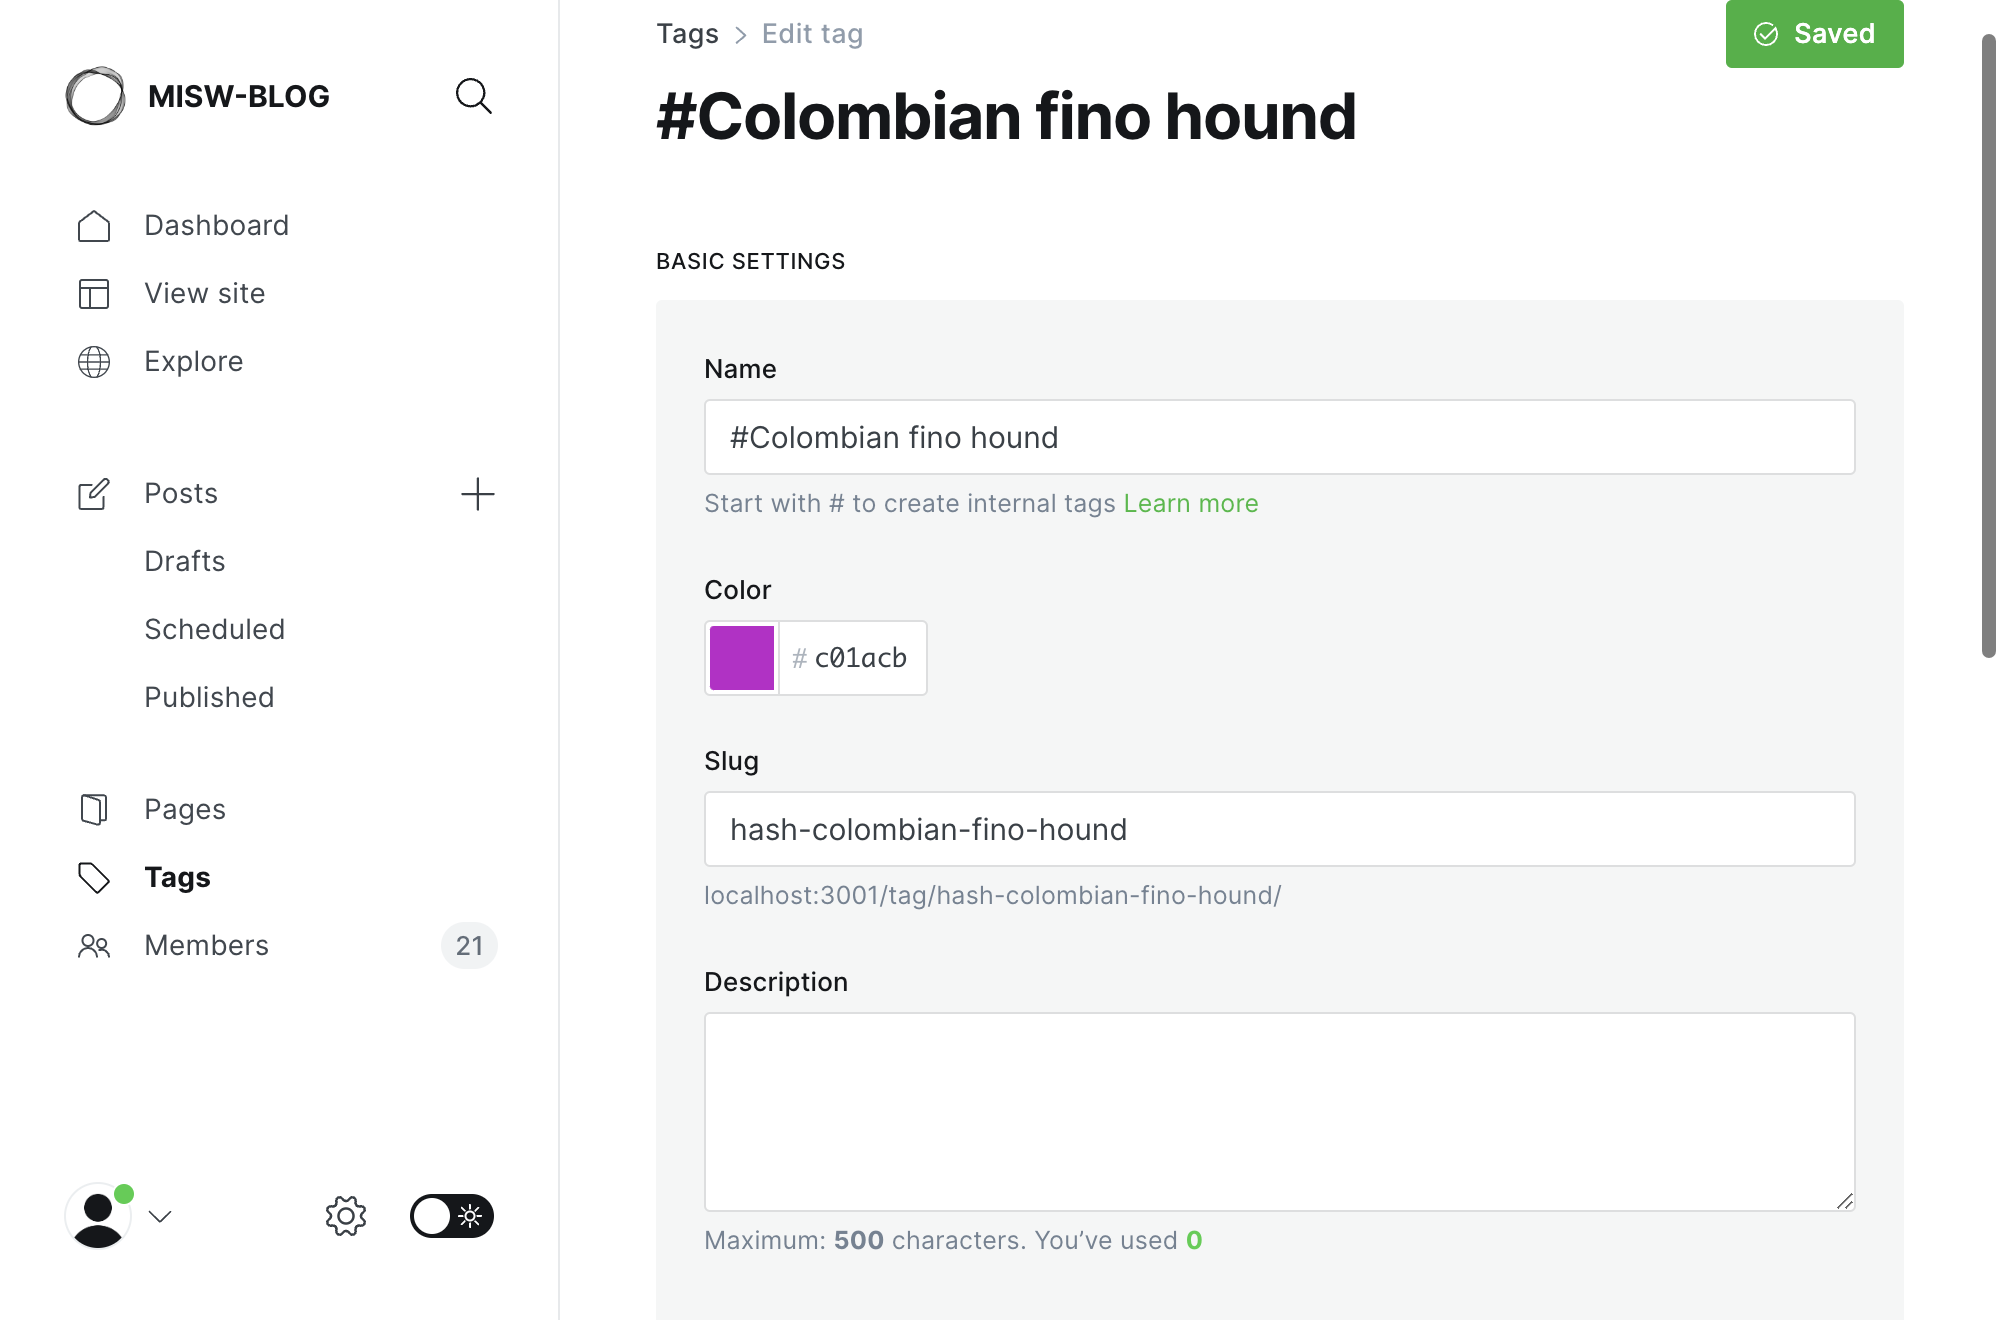 MISW-BLOG
Dashboard
View site
Explore
Posts
Drafts
Scheduled
Published
Pages
Tags
Members 21
Tags > Edit tag
Saved
#Colombian fino hound
BASIC SETTINGS
Name
#Colombian fino hound
Start with # to create internal tags Learn more
Color
# c01acb
Slug
hash-colombian-fino-hound
localhost:3001/tag/hash-colombian-fino-hound/
Description
Maximum: 500 characters. You’ve used 0